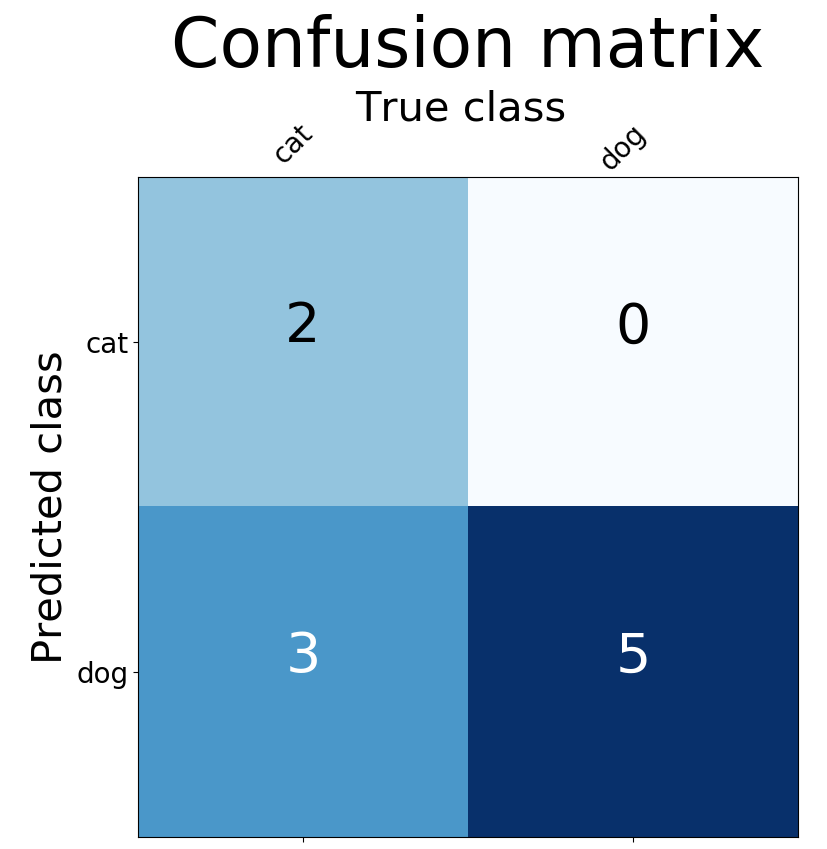 Confusion matrix
True class
cat
dog
Predicted class
cat
2
0
dog
3
5